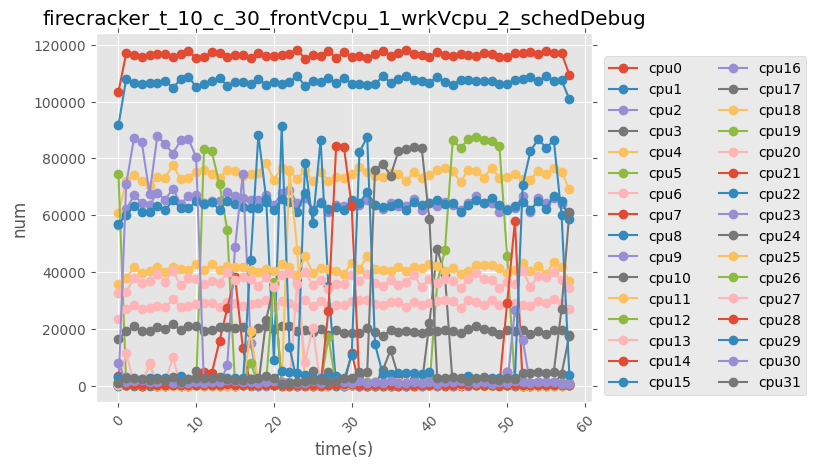 firecracker_t_10_c_30_frontVcpu_1_wrkVcpu_2_schedDebug
num
120000
100000
80000
60000
40000
20000
0
0
10
20
30
40
50
60
time(s)
cpu0
cpu1
cpu2
cpu3
cpu4
cpu5
cpu6
cpu7
cpu8
cpu9
cpu10
cpu11
cpu12
cpu13
cpu14
cpu15
cpu16
cpu17
cpu18
cpu19
cpu20
cpu21
cpu22
cpu23
cpu24
cpu25
cpu26
cpu27
cpu28
cpu29
cpu30
cpu31